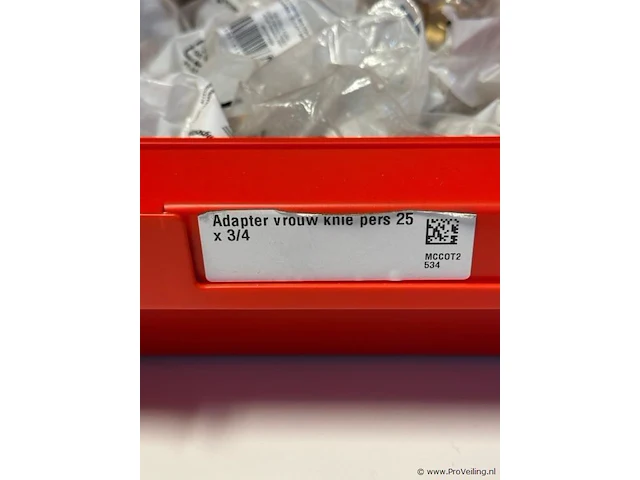 Adapter vrouw knie pers 25
x 3/4
MCCOT2
534
© www.ProVeiling.nl